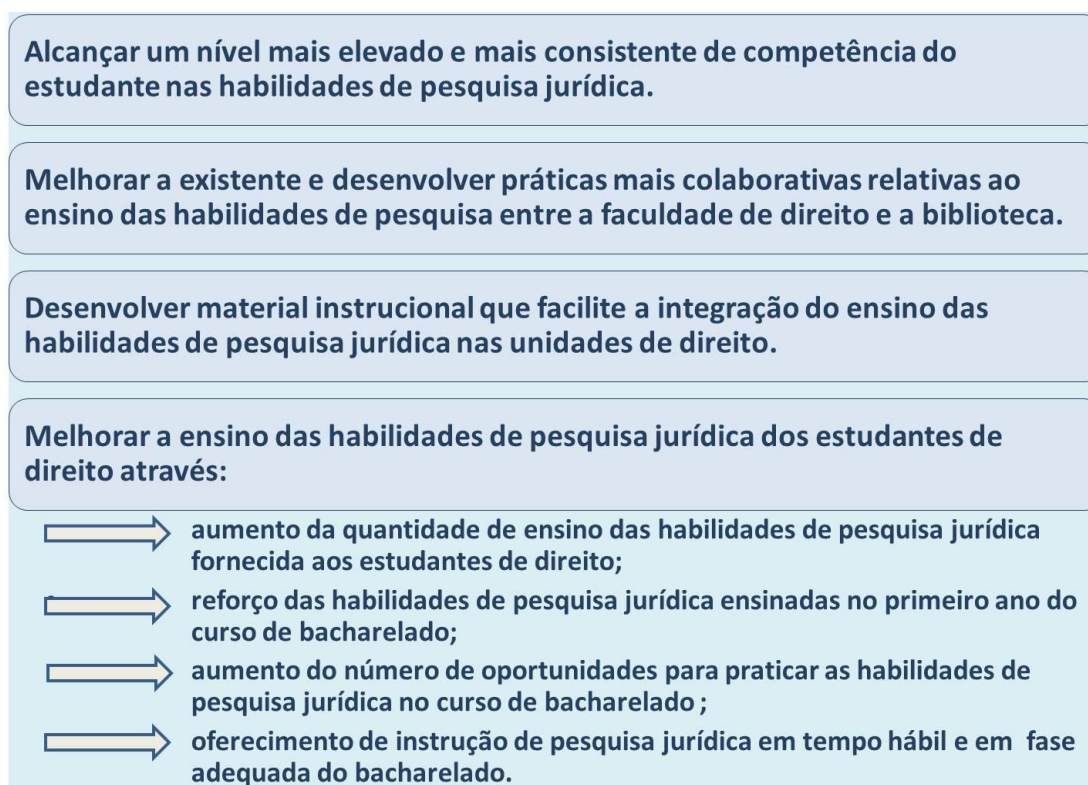 Alcançar um nível mais elevado e mais consistente de competência do
estudante nas habilidades de pesquisa jurídica.
Melhorar a existente e desenvolver práticas mais colaborativas relativas ao
ensino das habilidades de pesquisa entre a faculdade de direito e a biblioteca.
Desenvolver material instrucional que facilite a integração do ensino das
habilidades de pesquisa jurídica nas unidades de direito.
Melhorar a ensino das habilidades de pesquisa jurídica dos estudantes de
direito através:
aumento da quantidade de ensino das habilidades de pesquisa jurídica
fornecida aos estudantes de direito;
reforço das habilidades de pesquisa jurídica ensinadas no primeiro ano do
curso de bacharelado;
aumento do número de oportunidades para praticar as habilidades de
pesquisa jurídica no curso de bacharelado ;
oferecimento de instrução de pesquisa jurídica em tempo hábil e em fase
adequada do bacharelado.